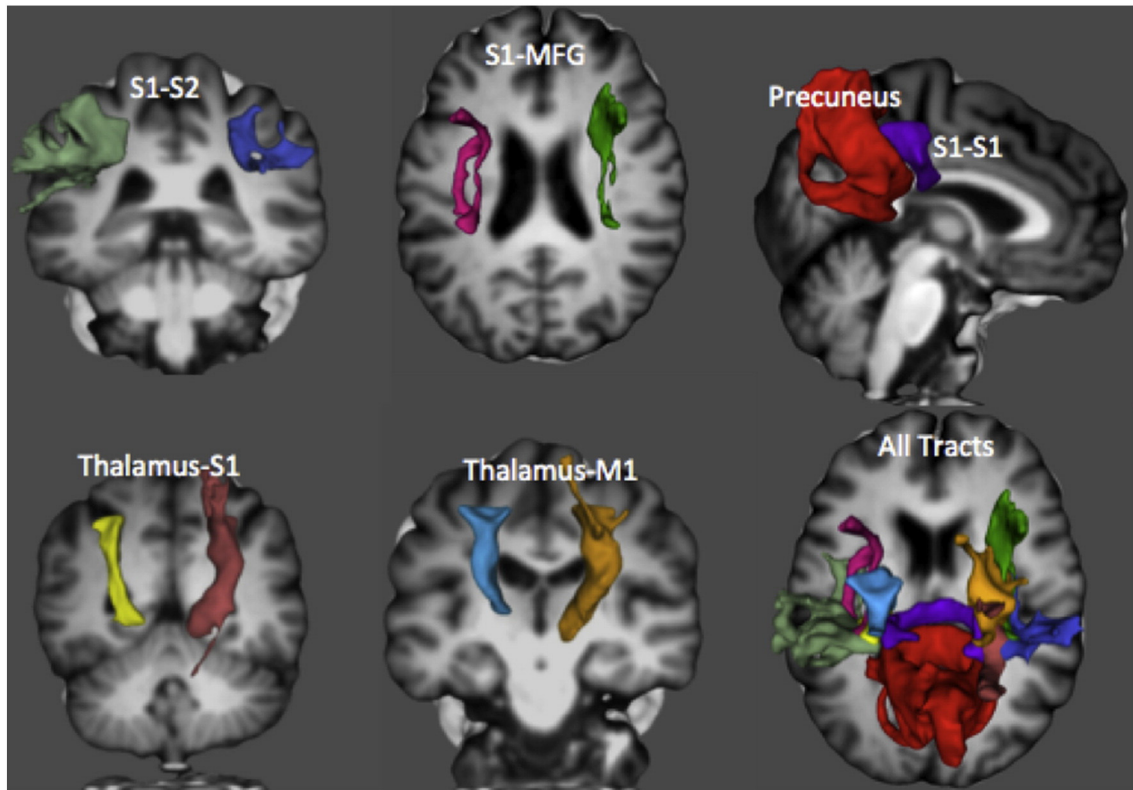 S1-S2
S1-MFG
Precuneus
S1-S1
Thalamus-S1
Thalamus-M1
All Tracts